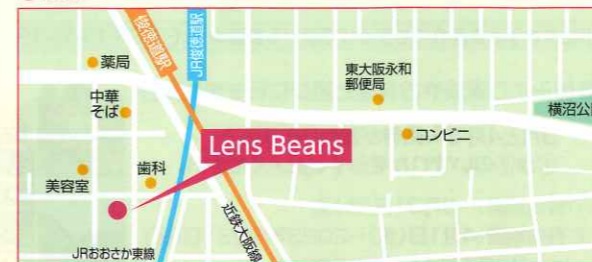 俊徳道駅
JR俊徳道駅
薬局
中華
そば
東大阪永和
郵便局
横沼公
コンビニ
Lens Beans
歯科
美容室
近鉄大阪線
JRおおさか東線